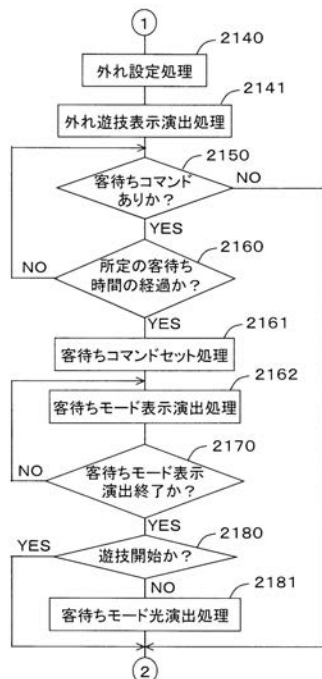 1
2140
外れ設定処理
2141
外れ遊技表示演出処理
2150
客待ちコマンド
ありか？
NO
YES
2160
所定の客待ち
時間の経過か？
NO
YES
2161
客待ちコマンドセット処理
2162
客待ちモード表示演出処理
2170
客待ちモード表示
演出終了か？
NO
YES
2180
YES
遊技開始か？
NO
2181
客待ちモード光演出処理
2